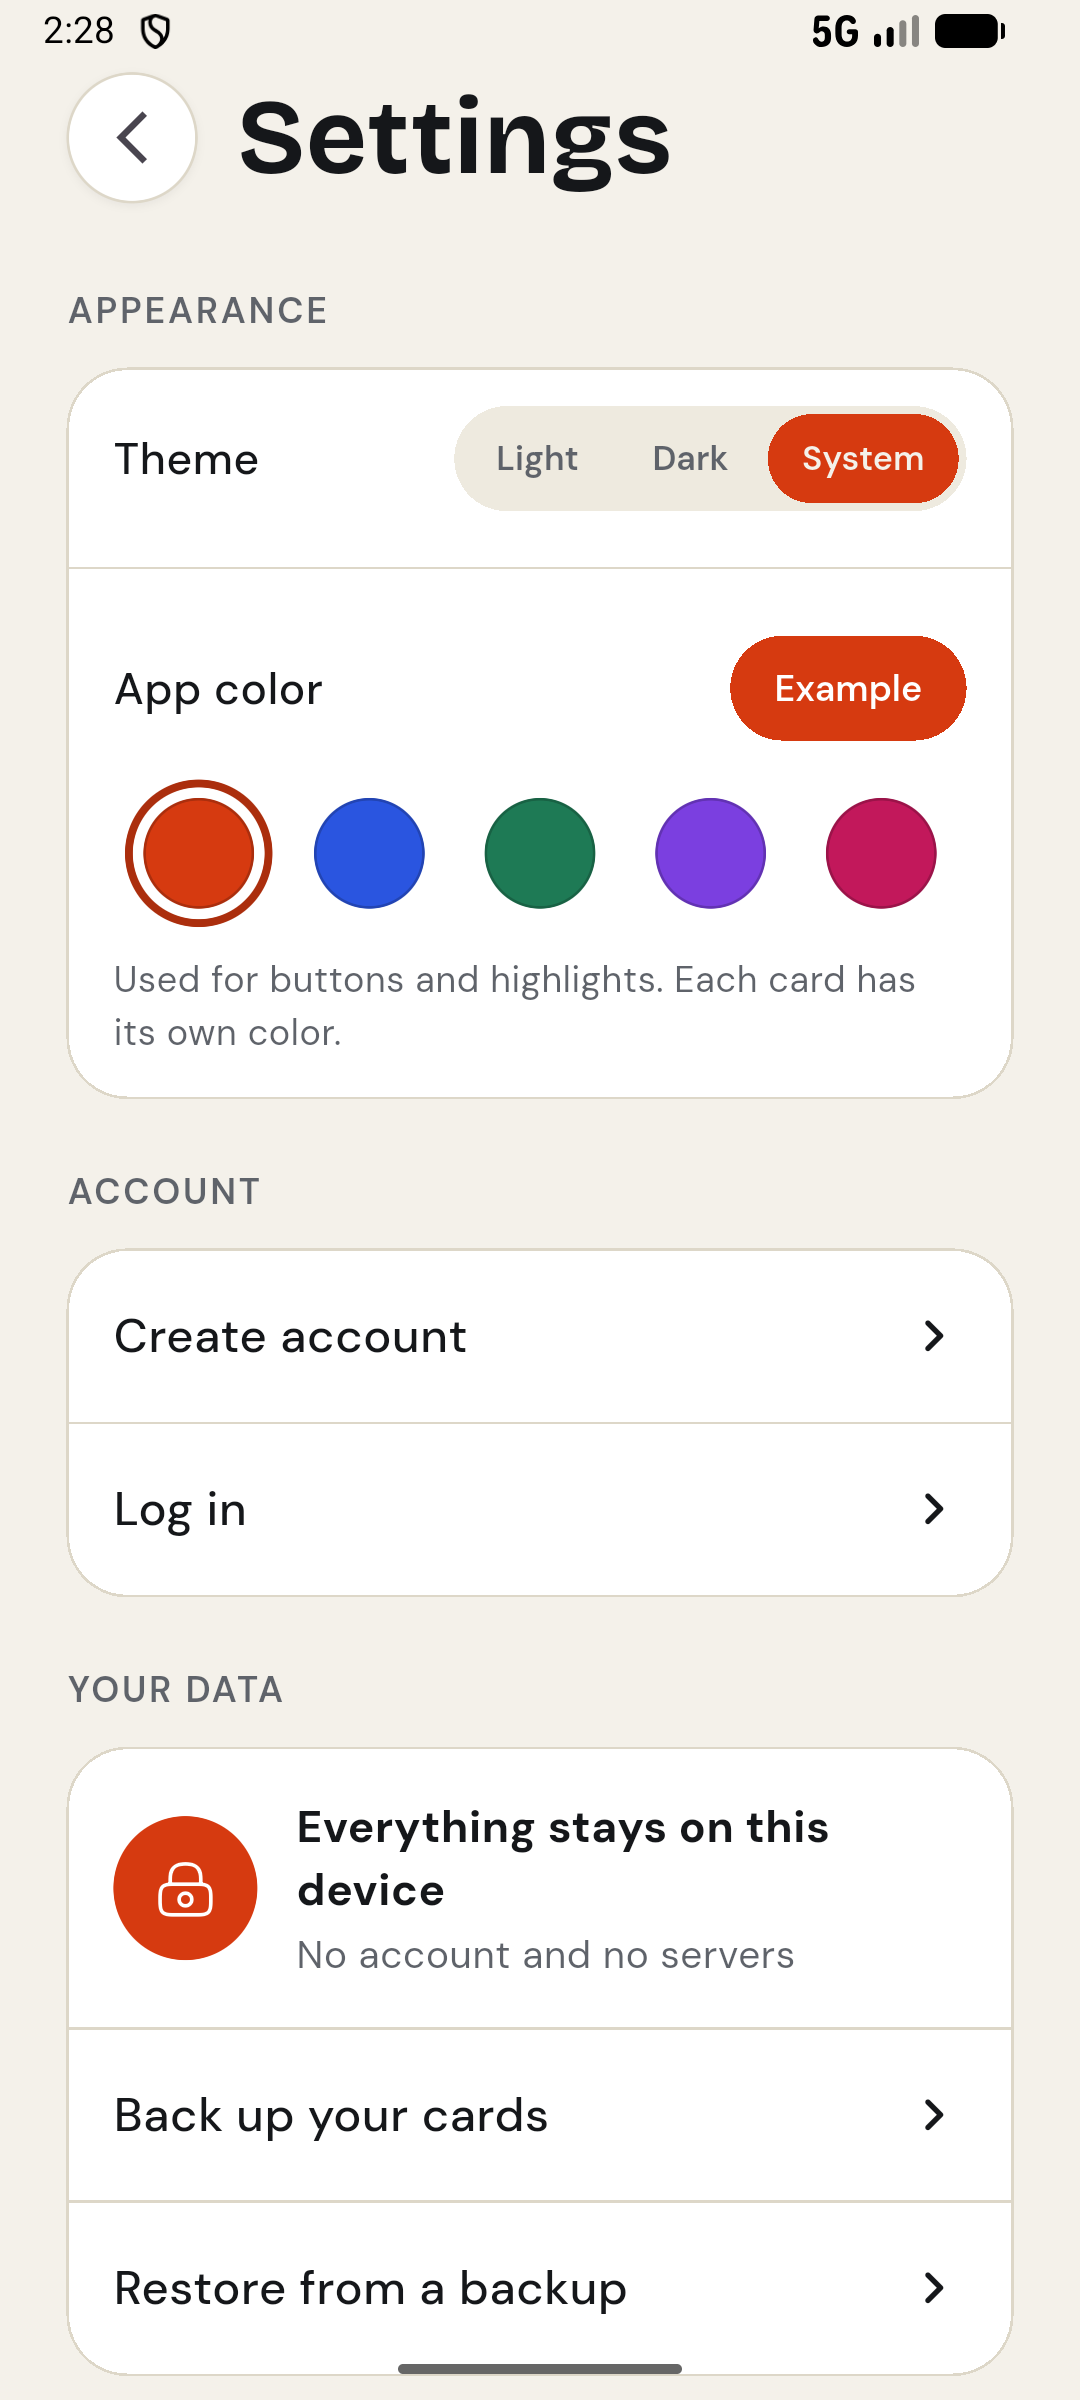 2:28
5G
Settings
APPEARANCE
Theme
Light
Dark
System
App color
Example
Used for buttons and highlights. Each card has
its own color.
ACCOUNT
Create account
Log in
YOUR DATA
Everything stays on this
device
No account and no servers
Back up your cards
Restore from a backup